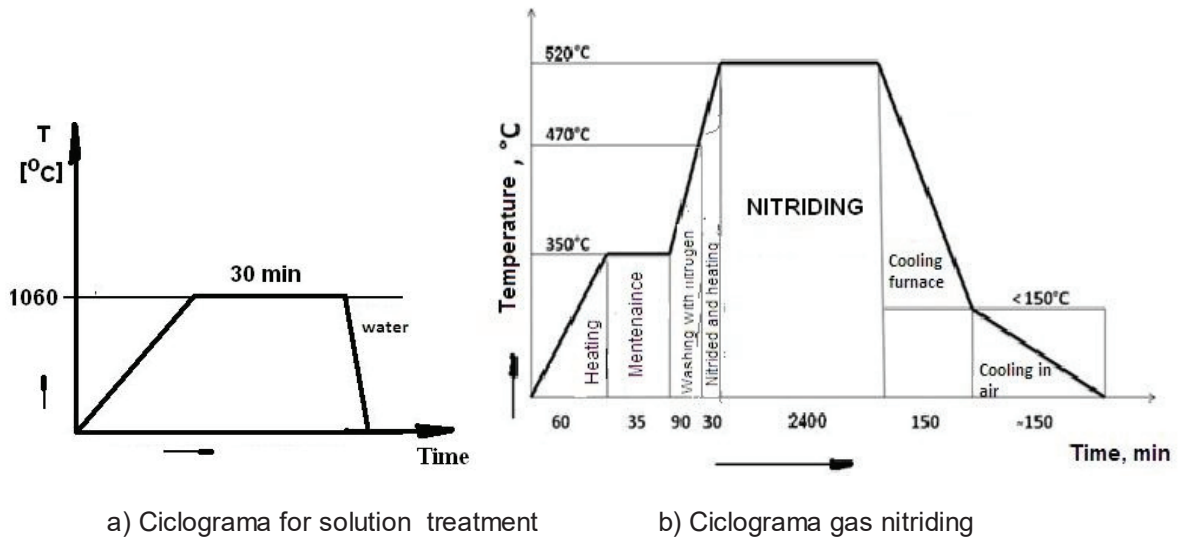 T
[⁰C]
30 min
1060
water
Time
a) Ciclograma for solution treatment
Temperature , °C
520°C
470°C
350°C
Heating
Mentenaince
Washing with nitrugen
Nitrided and heating
NITRIDING
Cooling
furnace
<150°C
Cooling in
air
60 35 90 30 2400 150 ~150
Time, min
b) Ciclograma gas nitriding